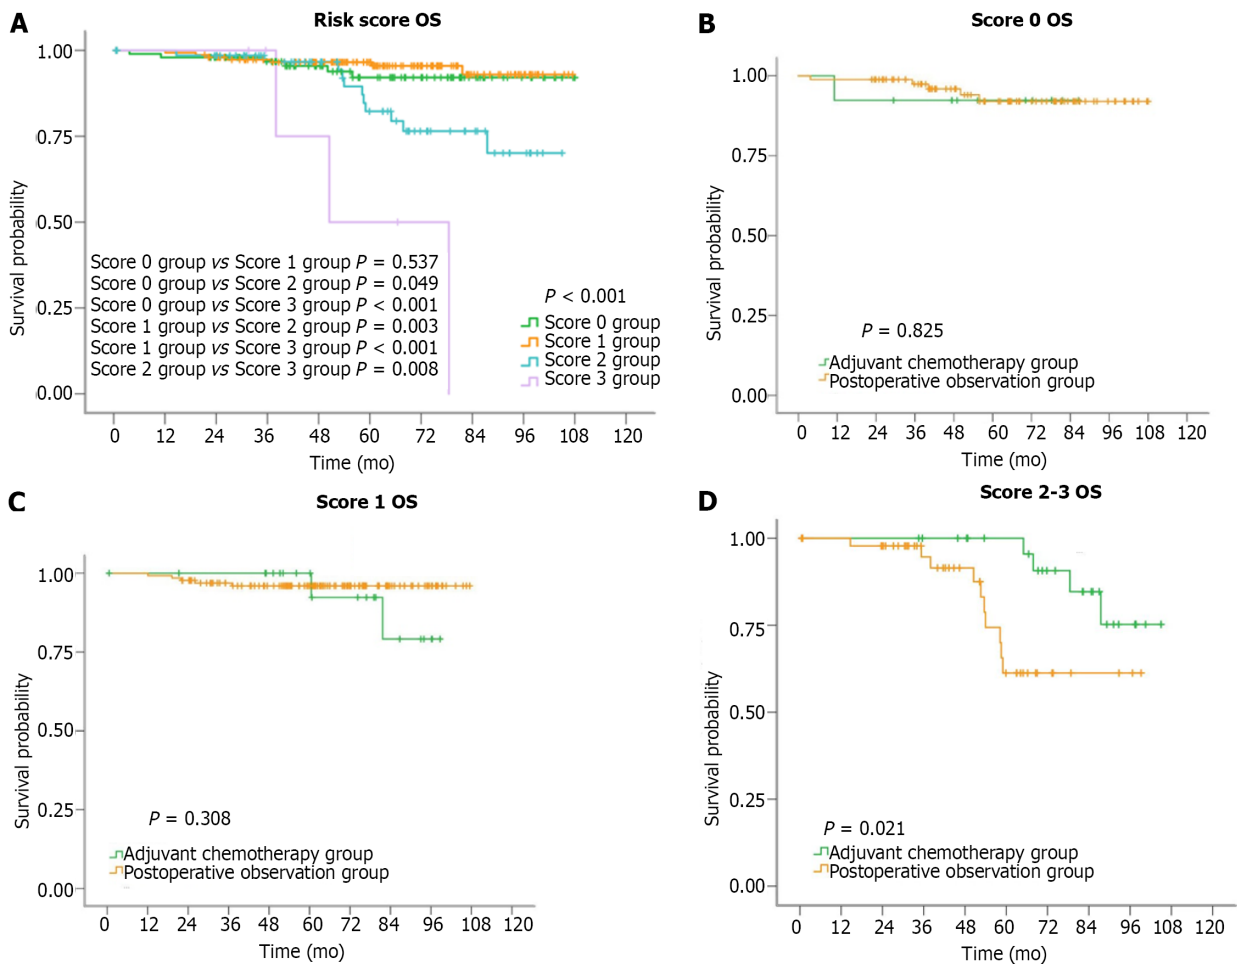 A
Risk score OS
Survival probability
1.00
0.75
0.50
0.25
0.00
Score 0 group vs Score 1 group P = 0.537
Score 0 group vs Score 2 group P = 0.049
Score 0 group vs Score 3 group P < 0.001
Score 1 group vs Score 2 group P = 0.003
Score 1 group vs Score 3 group P < 0.001
Score 2 group vs Score 3 group P = 0.008
P < 0.001
Score 0 group
Score 1 group
Score 2 group
Score 3 group
0 12 24 36 48 60 72 84 96 108 120
Time (mo)
B
Score 0 OS
Survival probability
1.00
0.75
0.50
0.25
0.00
P = 0.825
Adjuvant chemotherapy group
Postoperative observation group
0 12 24 36 48 60 72 84 96 108 120
Time (mo)
C
Score 1 OS
Survival probability
1.00
0.75
0.50
0.25
0.00
P = 0.308
Adjuvant chemotherapy group
Postoperative observation group
0 12 24 36 48 60 72 84 96 108 120
Time (mo)
D
Score 2-3 OS
Survival probability
1.00
0.75
0.50
0.25
0.00
P = 0.021
Adjuvant chemotherapy group
Postoperative observation group
0 12 24 36 48 60 72 84 96 108 120
Time (mo)